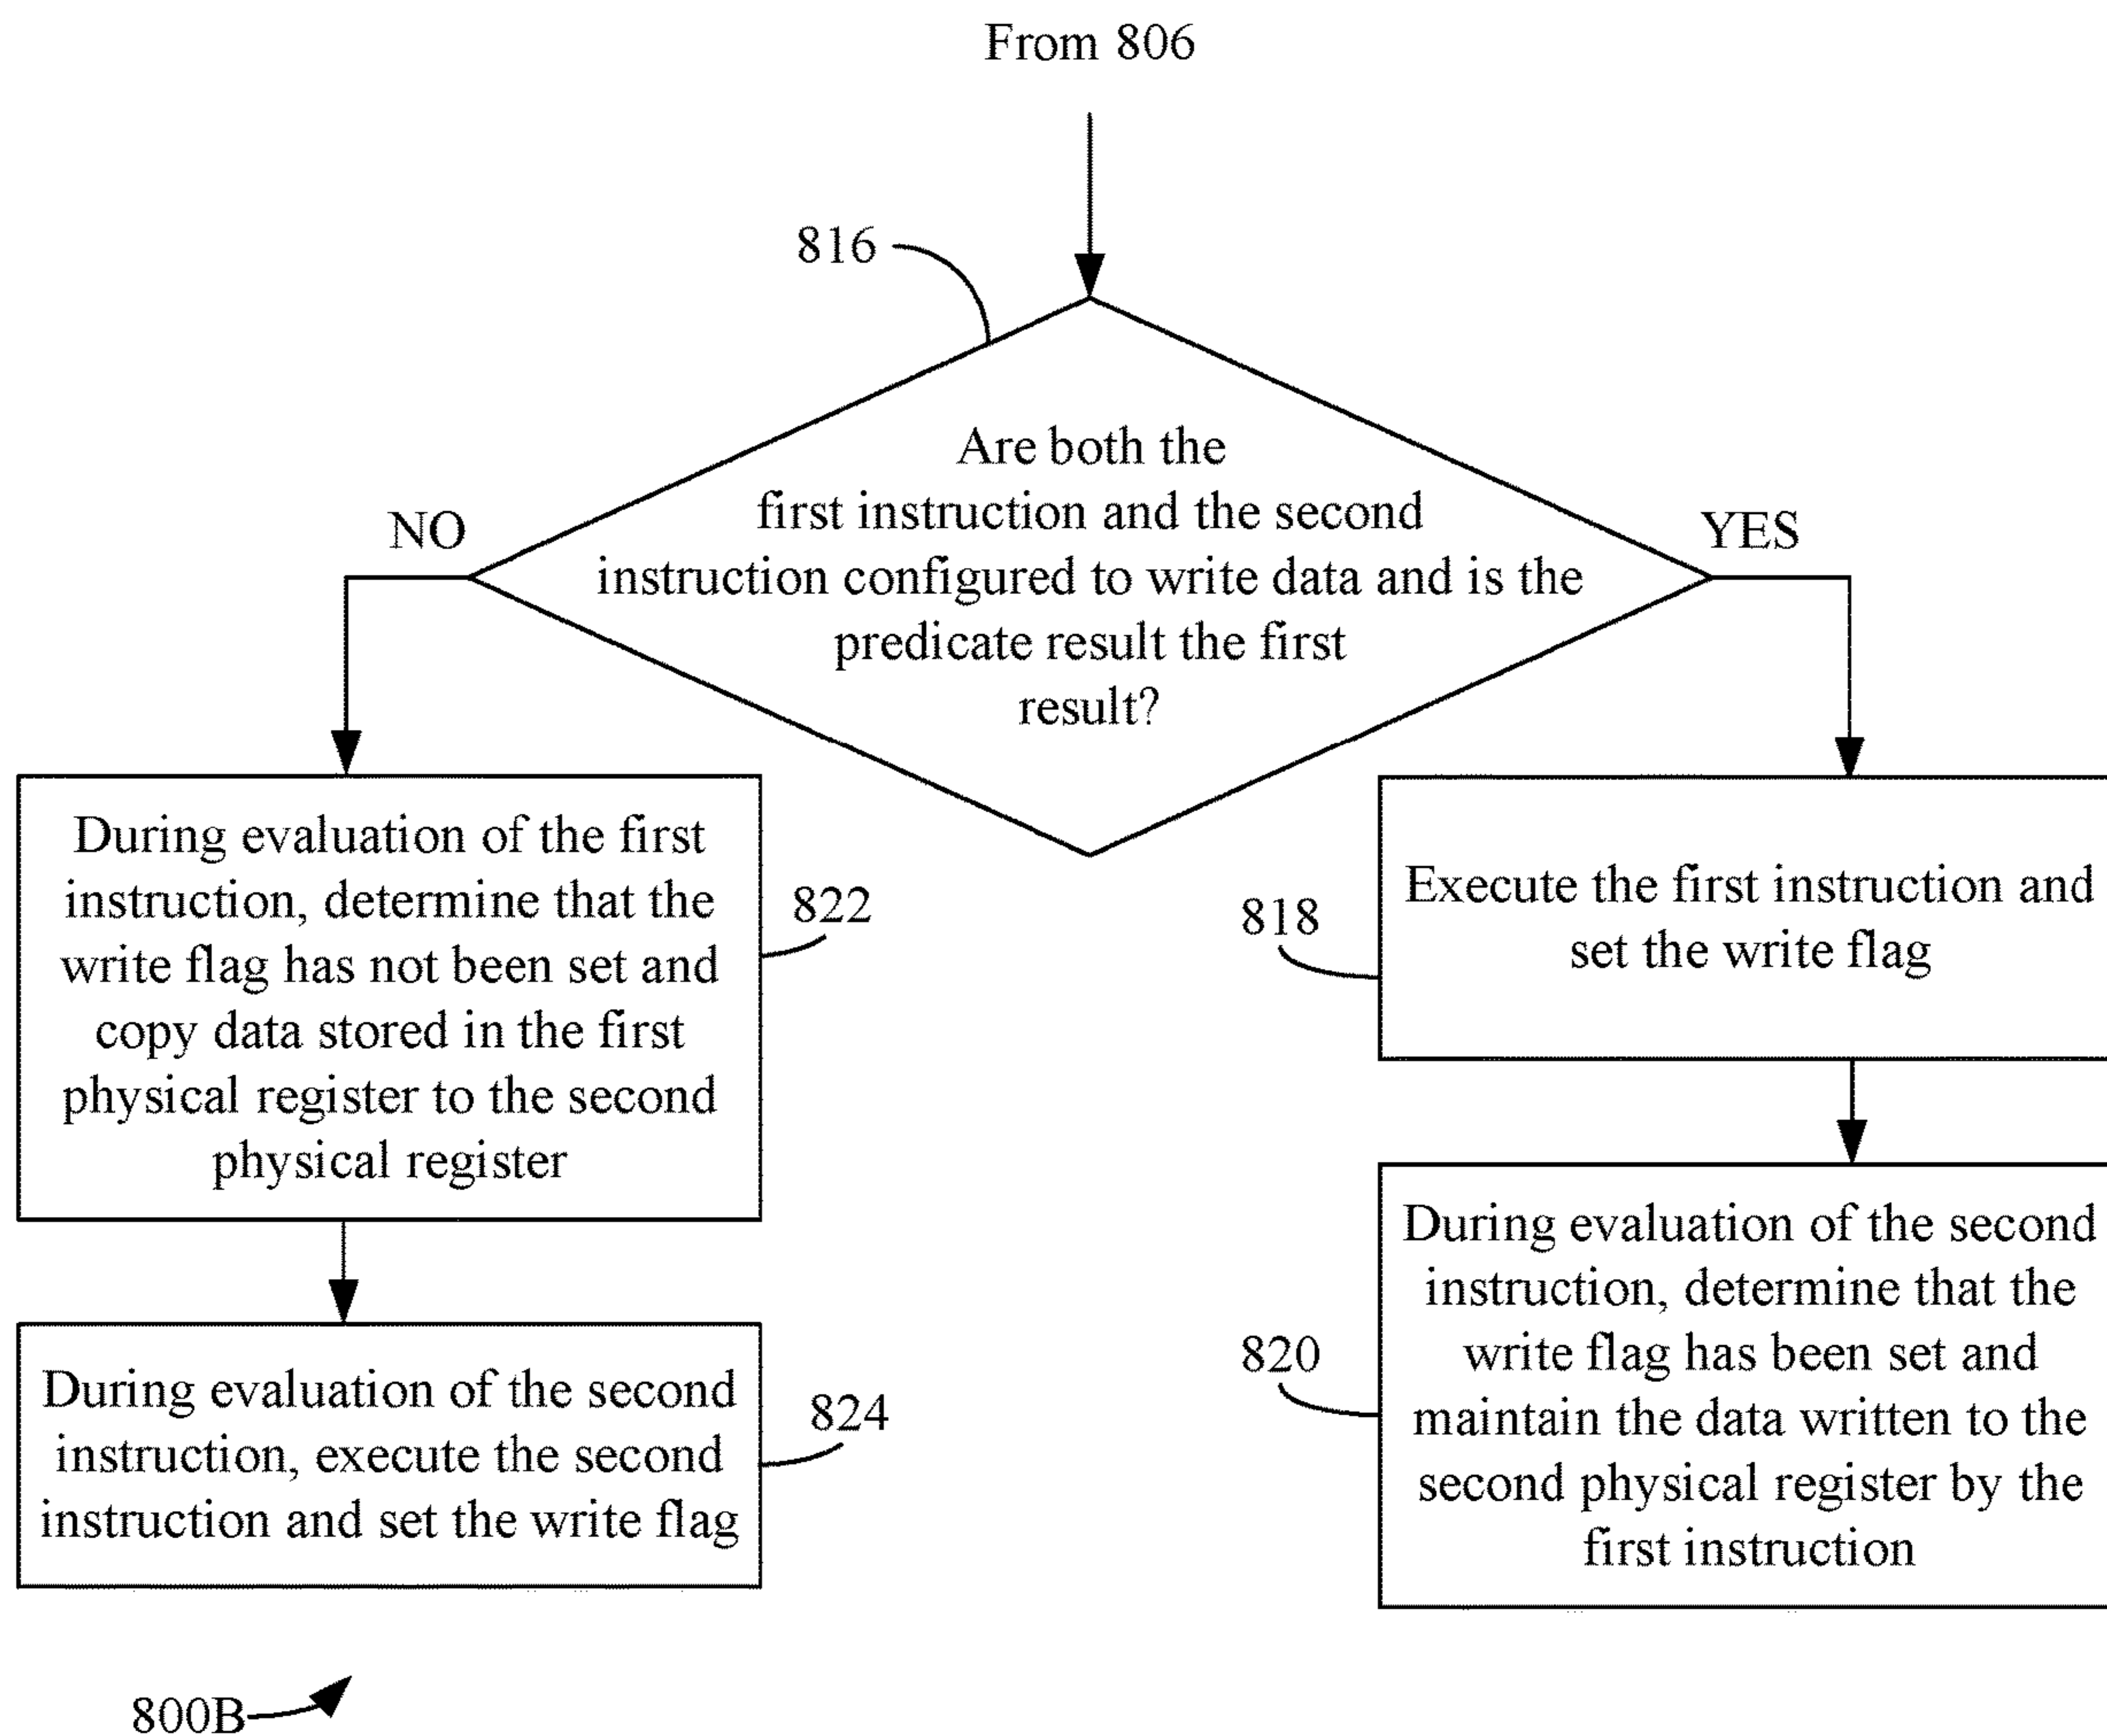 From 806
816
Are both the
first instruction and the second
instruction configured to write data and is the
predicate result the first
result?
NO
YES
During evaluation of the first
instruction, determine that the
write flag has not been set and
copy data stored in the first
physical register to the second
physical register
822
818
Execute the first instruction and
set the write flag
During evaluation of the second
instruction, execute the second
instruction and set the write flag
824
820
During evaluation of the second
instruction, determine that the
write flag has been set and
maintain the data written to the
second physical register by the
first instruction
800B